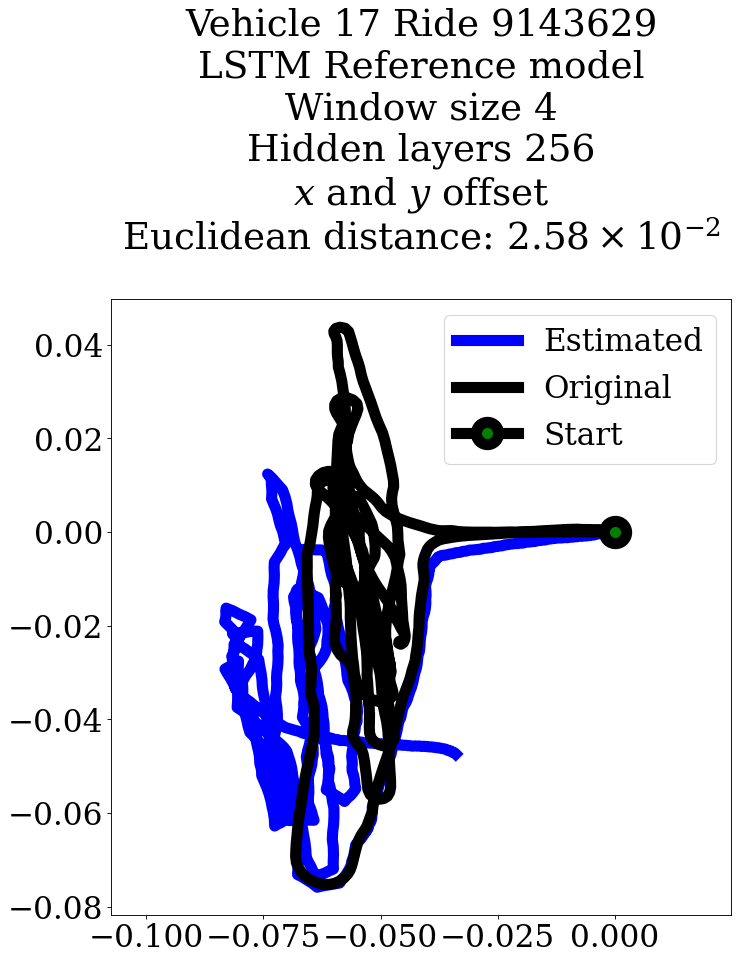 Vehicle 17 Ride 9143629
LSTM Reference model
Window size 4
Hidden layers 256
x and y offset
Euclidean distance: 2.58 × 10⁻²
Estimated
Original
Start
0.04
0.02
0.00
−0.02
−0.04
−0.06
−0.08
−0.100 −0.075 −0.050 −0.025 0.000